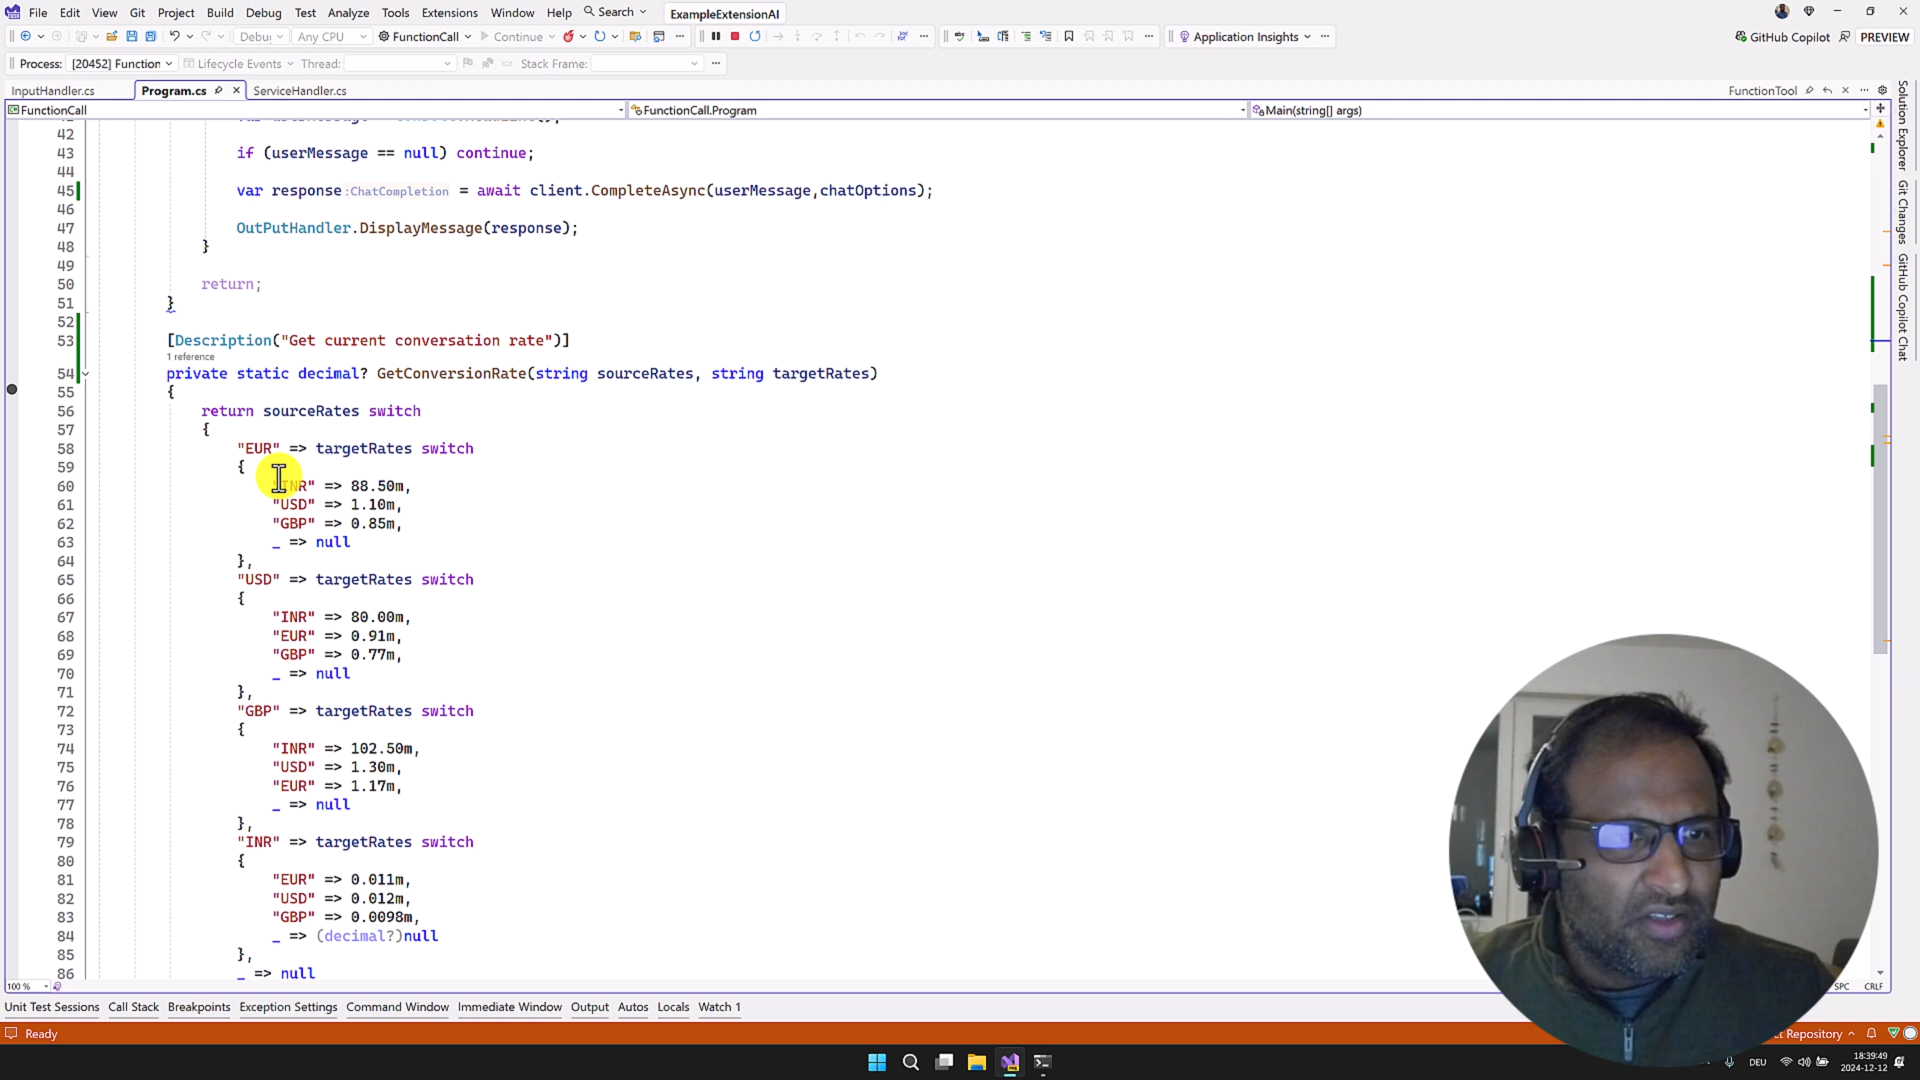 File Edit View Git Project Build Debug Test Analyze Tools Extensions Window Help Search ExampleExtensionAI
Debug Any CPU FunctionCall Continue Application Insights GitHub Copilot PREVIEW
Process: [20452] Function Lifecycle Events Thread: Stack Frame:
InputHandler.cs Program.cs ServiceHandler.cs FunctionTool
FunctionCall FunctionCall.Program Main(string[] args)
42
43 if (userMessage == null) continue;
44
45 var response:ChatCompletion = await client.CompleteAsync(userMessage,chatOptions);
46
47 OutPutHandler.DisplayMessage(response);
48 }
49
50 return;
51 }
52
53 [Description("Get current conversation rate")]
1 reference
54 private static decimal? GetConversionRate(string sourceRates, string targetRates)
55 {
56 return sourceRates switch
57 {
58 "EUR" => targetRates switch
59 {
60 "INR" => 88.50m,
61 "USD" => 1.10m,
62 "GBP" => 0.85m,
63 _ => null
64 },
65 "USD" => targetRates switch
66 {
67 "INR" => 80.00m,
68 "EUR" => 0.91m,
69 "GBP" => 0.77m,
70 _ => null
71 },
72 "GBP" => targetRates switch
73 {
74 "INR" => 102.50m,
75 "USD" => 1.30m,
76 "EUR" => 1.17m,
77 _ => null
78 },
79 "INR" => targetRates switch
80 {
81 "EUR" => 0.011m,
82 "USD" => 0.012m,
83 "GBP" => 0.0098m,
84 _ => (decimal?)null
85 },
86 _ => null
Solution Explorer
Git Changes
GitHub Copilot Chat
100 % SPC CRLF
Unit Test Sessions Call Stack Breakpoints Exception Settings Command Window Immediate Window Output Autos Locals Watch 1
Ready Repository
DEU 18:39:49
2024-12-12